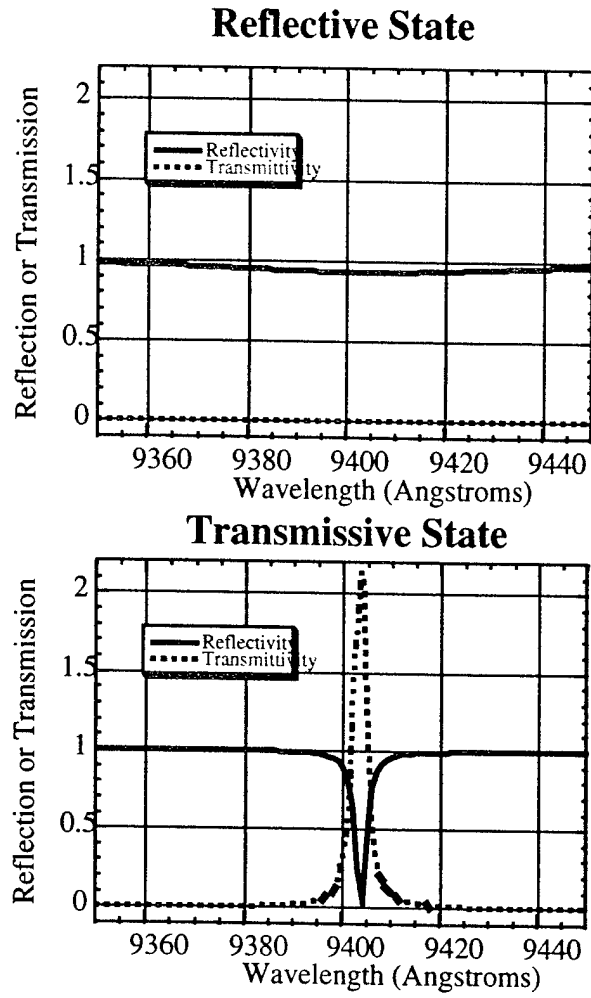 Reflective State
Reflection or Transmission
2
1.5
1
0.5
0
Reflectivity
Transmittivity
9360 9380 9400 9420 9440
Wavelength (Angstroms)
Transmissive State
Reflection or Transmission
2
1.5
1
0.5
0
Reflectivity
Transmittivity
9360 9380 9400 9420 9440
Wavelength (Angstroms)